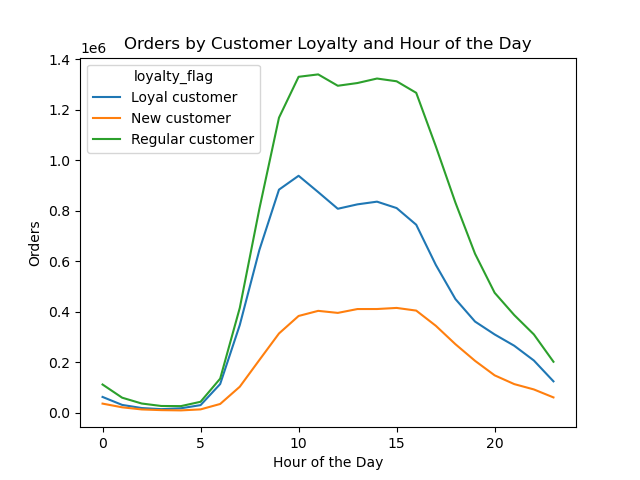 Orders by Customer Loyalty and Hour of the Day
1e6
1.4
1.2
1.0
0.8
0.6
0.4
0.2
0.0
Orders
loyalty_flag
Loyal customer
New customer
Regular customer
0 5 10 15 20
Hour of the Day